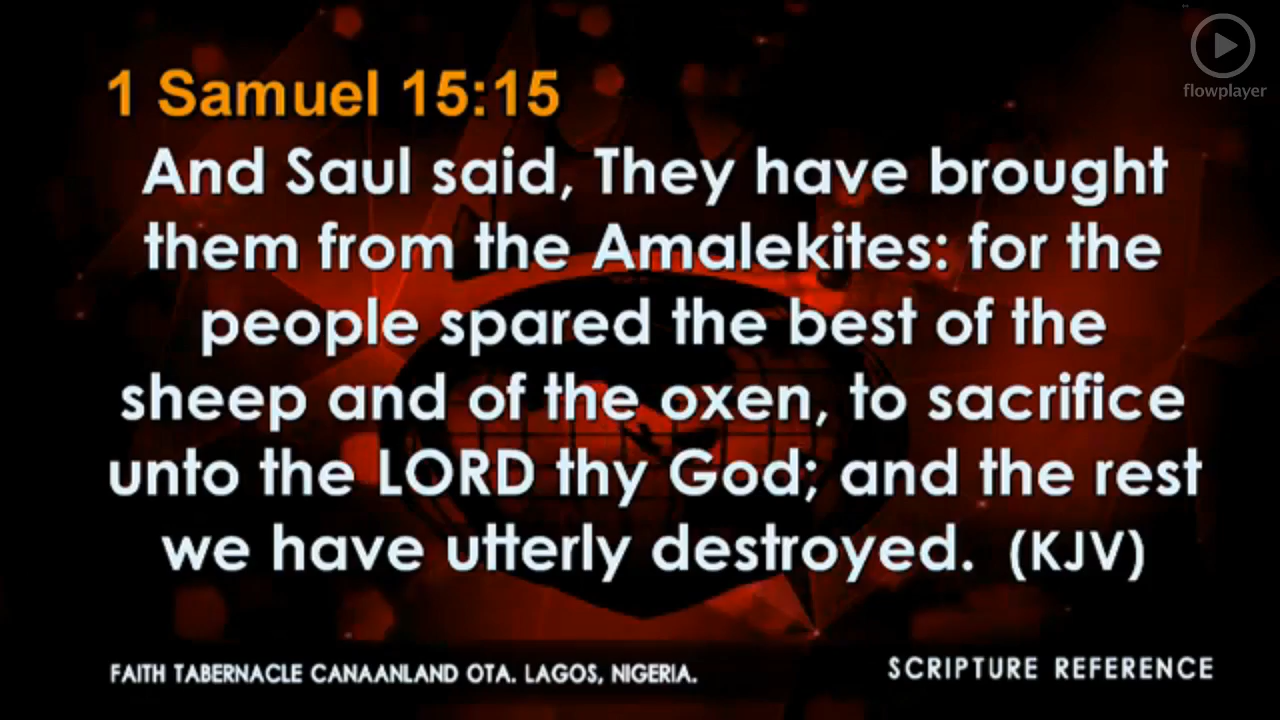 flowplayer
1 Samuel 15:15
And Saul said, They have brought
them from the Amalekites: for the
people spared the best of the
sheep and of the oxen, to sacrifice
unto the LORD thy God; and the rest
we have utterly destroyed. (KJV)
FAITH TABERNACLE CANAANLAND OTA. LAGOS, NIGERIA.
SCRIPTURE REFERENCE